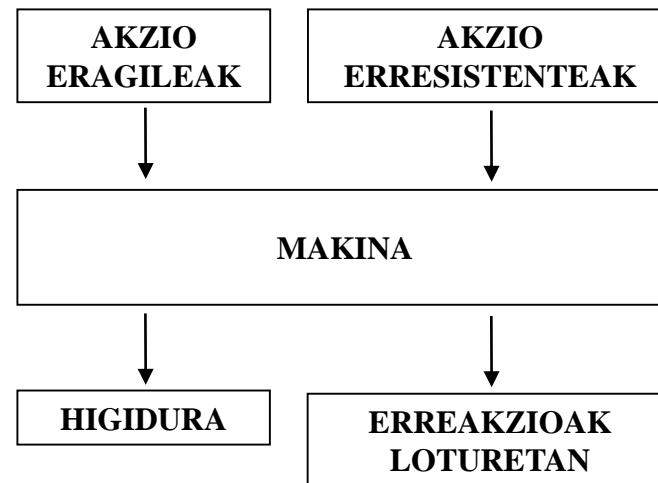 AKZIO
ERAGILEAK
AKZIO
ERRESISTENTEAK
MAKINA
HIGIDURA
ERREAKZIOAK
LOTURETAN